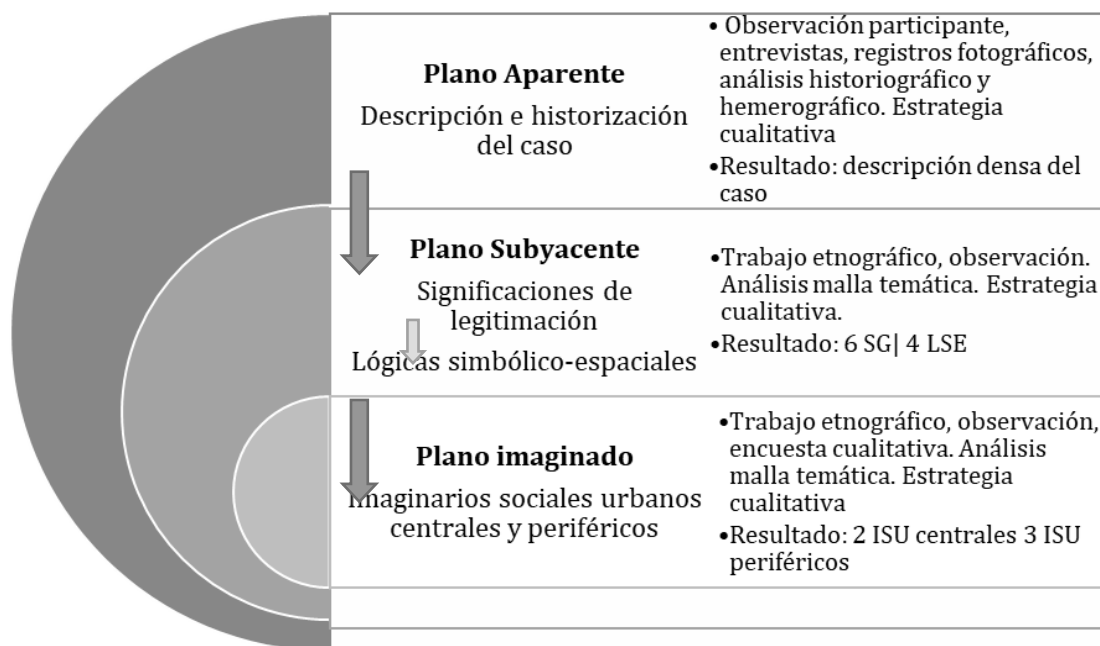 Plano Aparente
Descripción e historización
del caso
• Observación participante,
entrevistas, registros fotográficos,
análisis historiográfico y
hemerográfico. Estrategia
cualitativa
•Resultado: descripción densa del
caso
Plano Subyacente
Significaciones de
legitimación
Lógicas simbólico-espaciales
•Trabajo etnográfico, observación.
Análisis malla temática. Estrategia
cualitativa.
•Resultado: 6 SG| 4 LSE
Plano imaginado
Imaginarios sociales urbanos
centrales y periféricos
•Trabajo etnográfico, observación,
encuesta cualitativa. Análisis
malla temática. Estrategia
cualitativa
•Resultado: 2 ISU centrales 3 ISU
periféricos